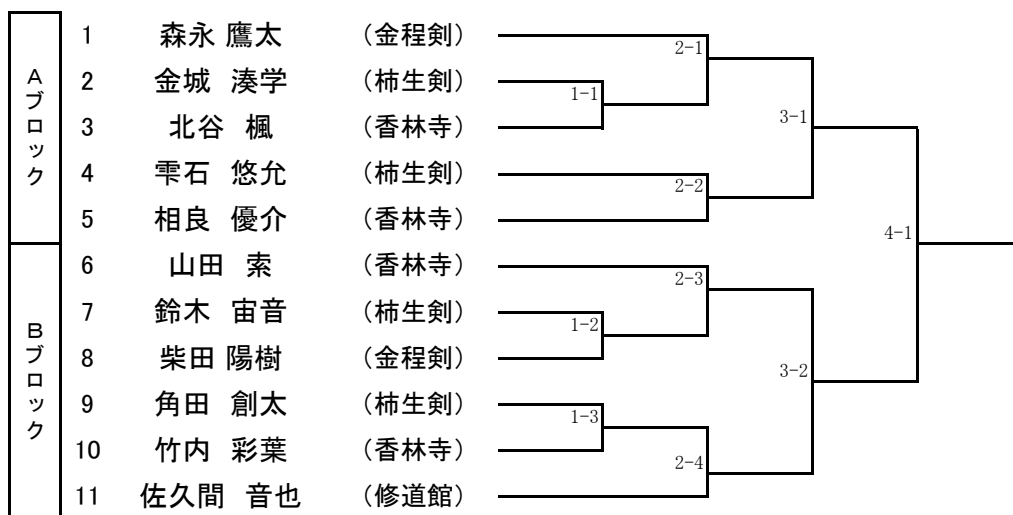 Aブロック
1 森永 鷹太 (金程剣)
2 金城 湊学 (柿生剣)
3 北谷 楓 (香林寺)
4 雫石 悠允 (柿生剣)
5 相良 優介 (香林寺)
Bブロック
6 山田 索 (香林寺)
7 鈴木 宙音 (柿生剣)
8 柴田 陽樹 (金程剣)
9 角田 創太 (柿生剣)
10 竹内 彩葉 (香林寺)
11 佐久間 音也 (修道館)
1-1
1-2
1-3
2-1
2-2
2-3
2-4
3-1
3-2
4-1